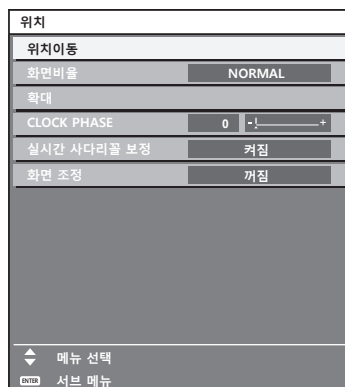 위치
위치이동
화면비율 NORMAL
확대
CLOCK PHASE 0 - +
실시간 사다리꼴 보정 켜짐
화면 조정 꺼짐
메뉴 선택
ENTER 서브 메뉴